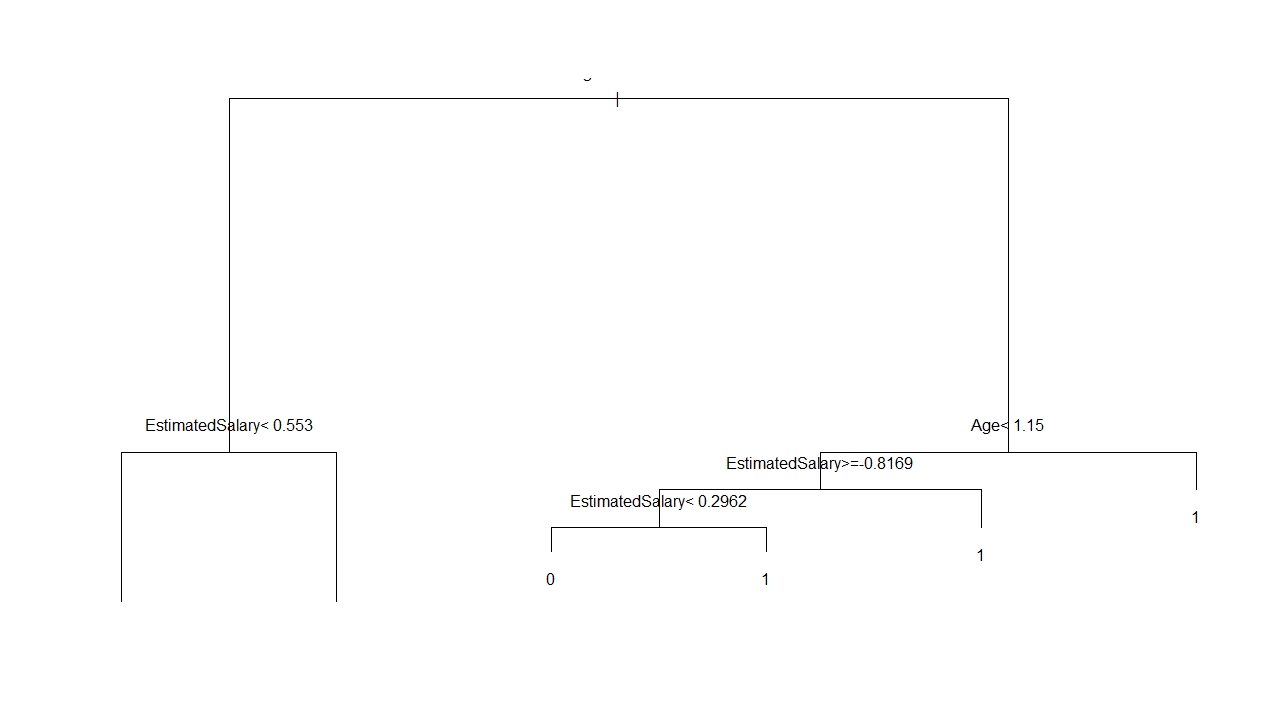 EstimatedSalary< 0.553
Age< 1.15
EstimatedSalary>=-0.8169
EstimatedSalary< 0.2962
1
1
0
1